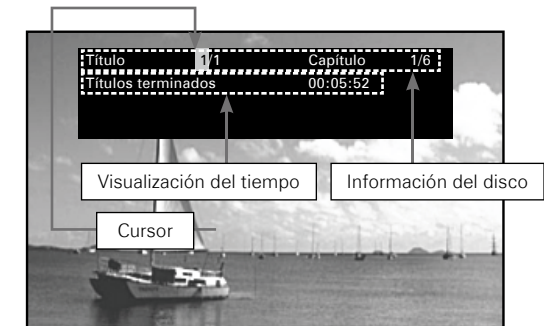 Título 1/1 Capítulo 1/6
Títulos terminados 00:05:52
Visualización del tiempo Información del disco
Cursor